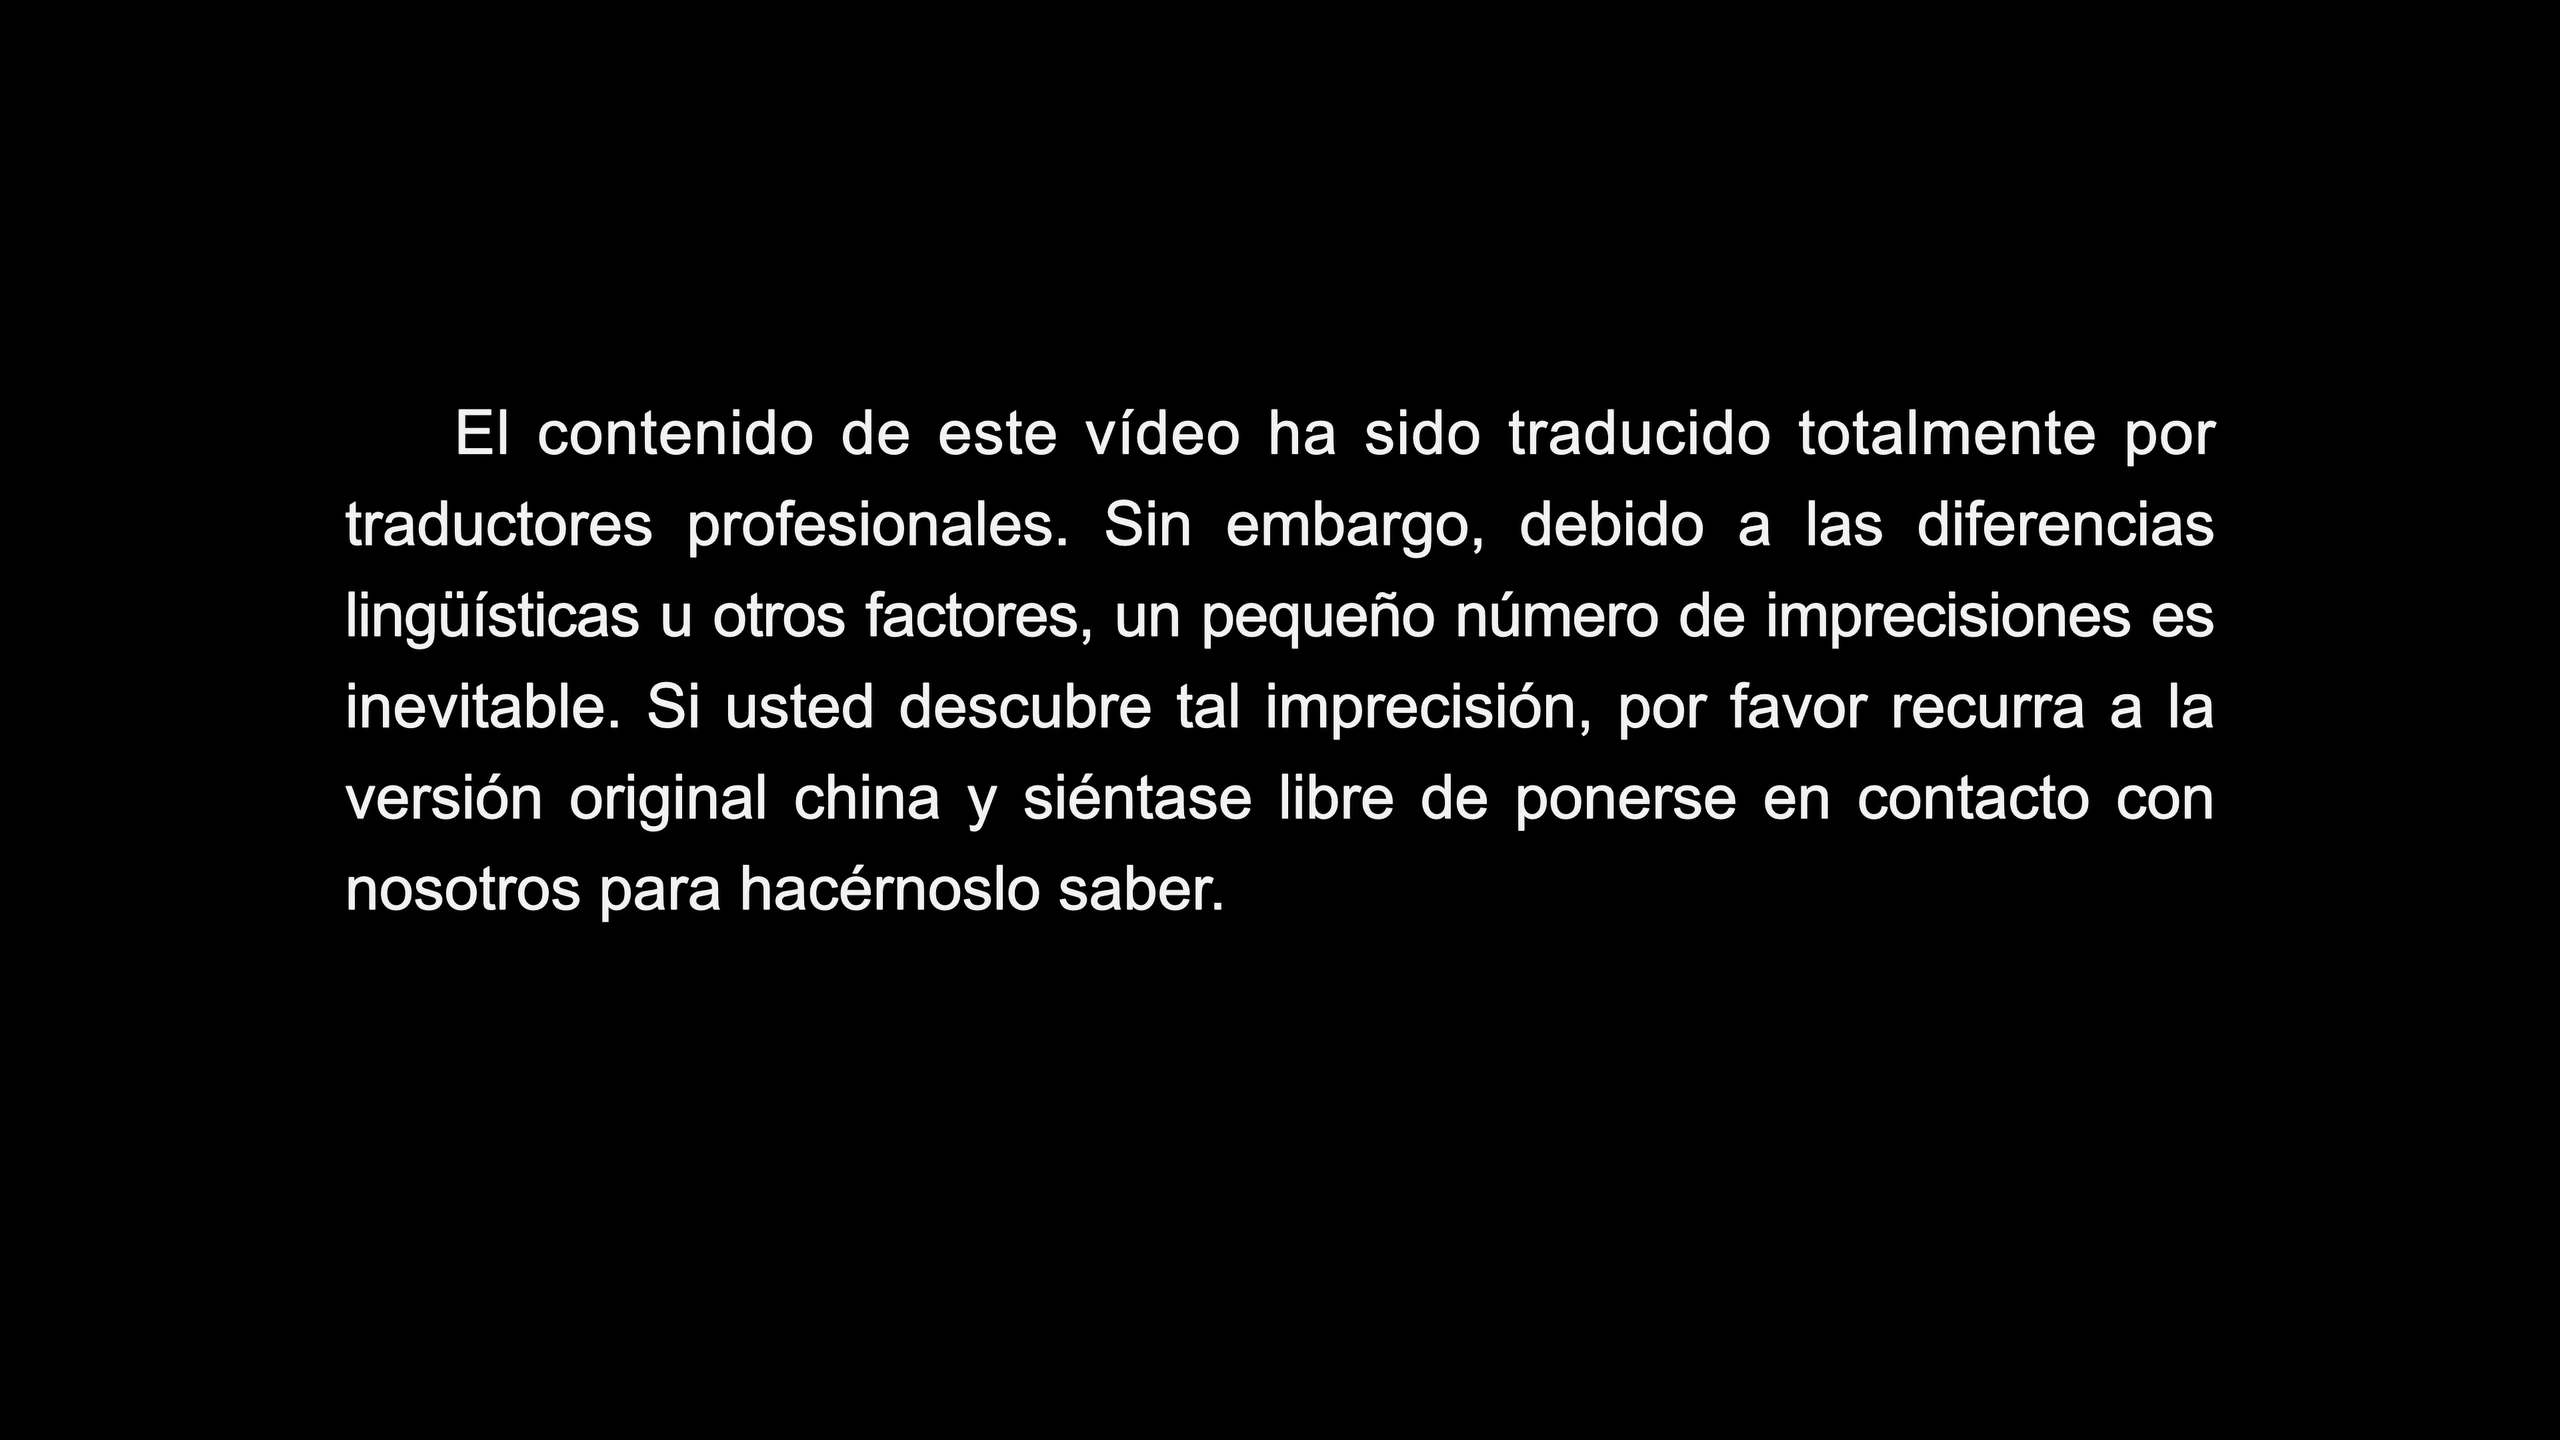 El contenido de este vídeo ha sido traducido totalmente por
traductores profesionales. Sin embargo, debido a las diferencias
lingüísticas u otros factores, un pequeño número de imprecisiones es
inevitable. Si usted descubre tal imprecisión, por favor recurra a la
versión original china y siéntase libre de ponerse en contacto con
nosotros para hacérnoslo saber.